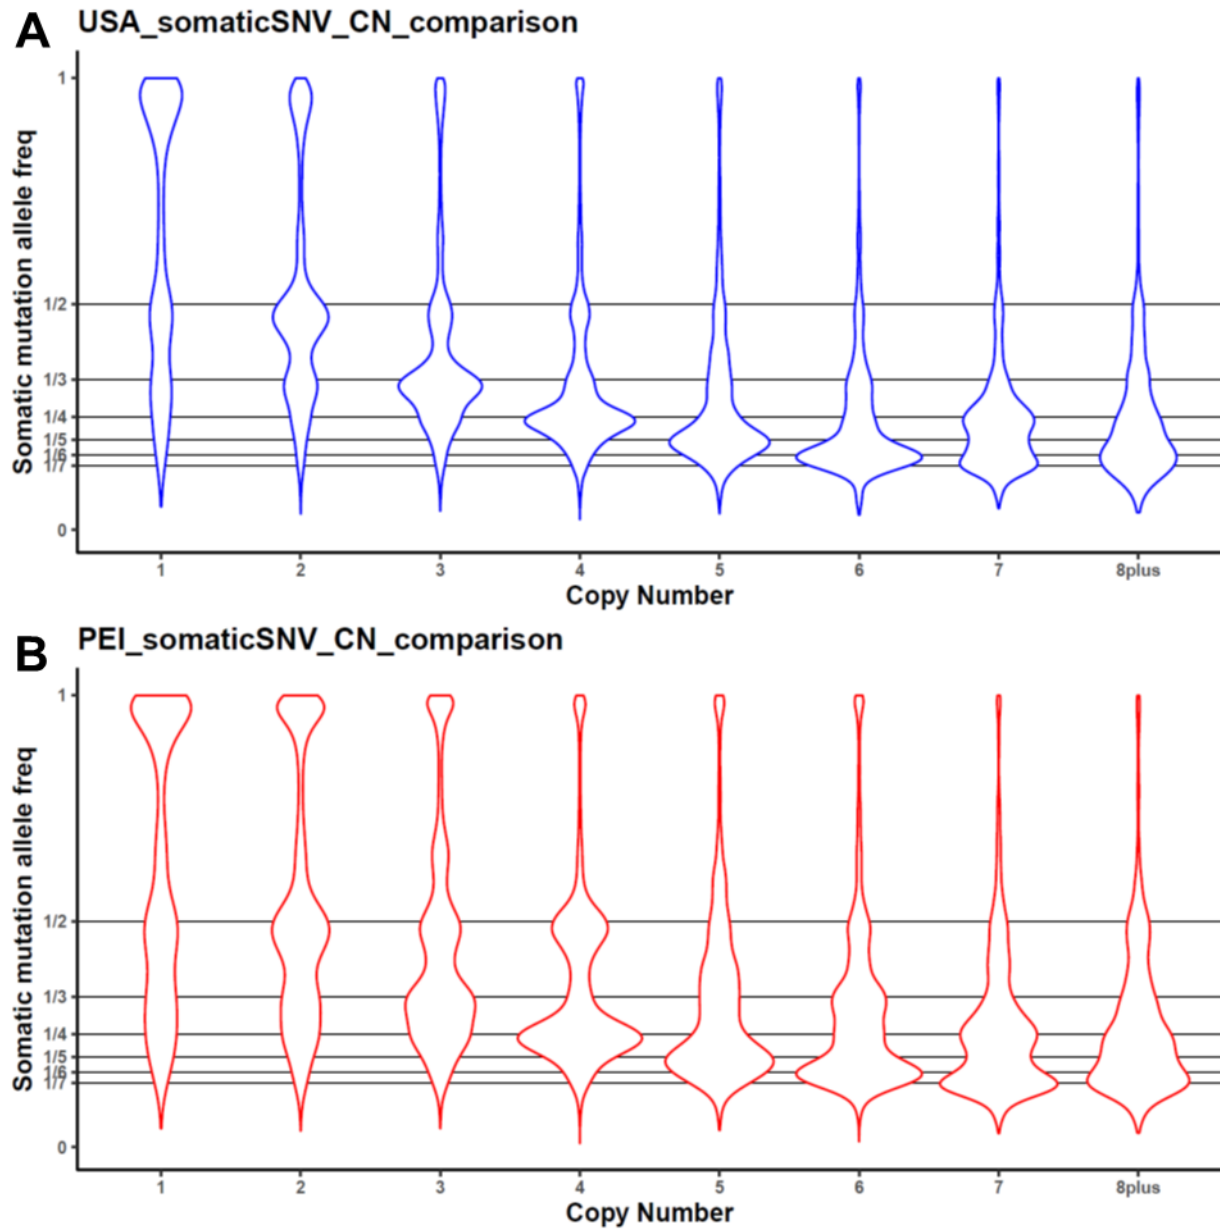 A
USA_somaticSNV_CN_comparison
Somatic mutation allele freq
1
1/2
1/3
1/4
1/5
1/6
1/7
0
1 2 3 4 5 6 7 8plus
Copy Number
B
PEI_somaticSNV_CN_comparison
Somatic mutation allele freq
1
1/2
1/3
1/4
1/5
1/6
1/7
0
1 2 3 4 5 6 7 8plus
Copy Number